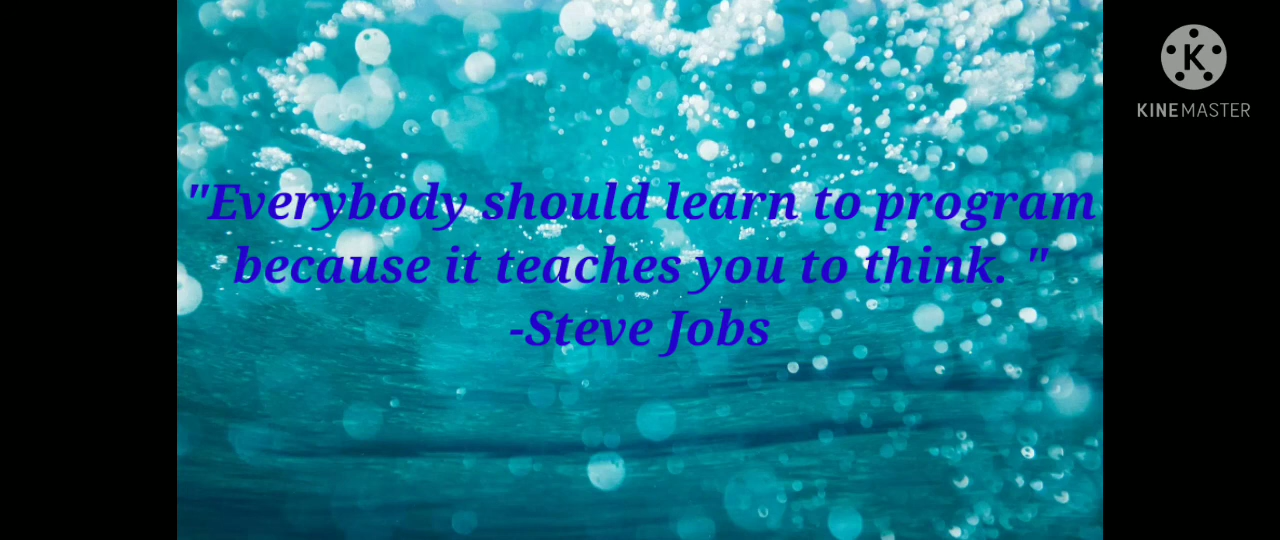 "Everybody should learn to program
because it teaches you to think. "
-Steve Jobs
K
KINEMASTER